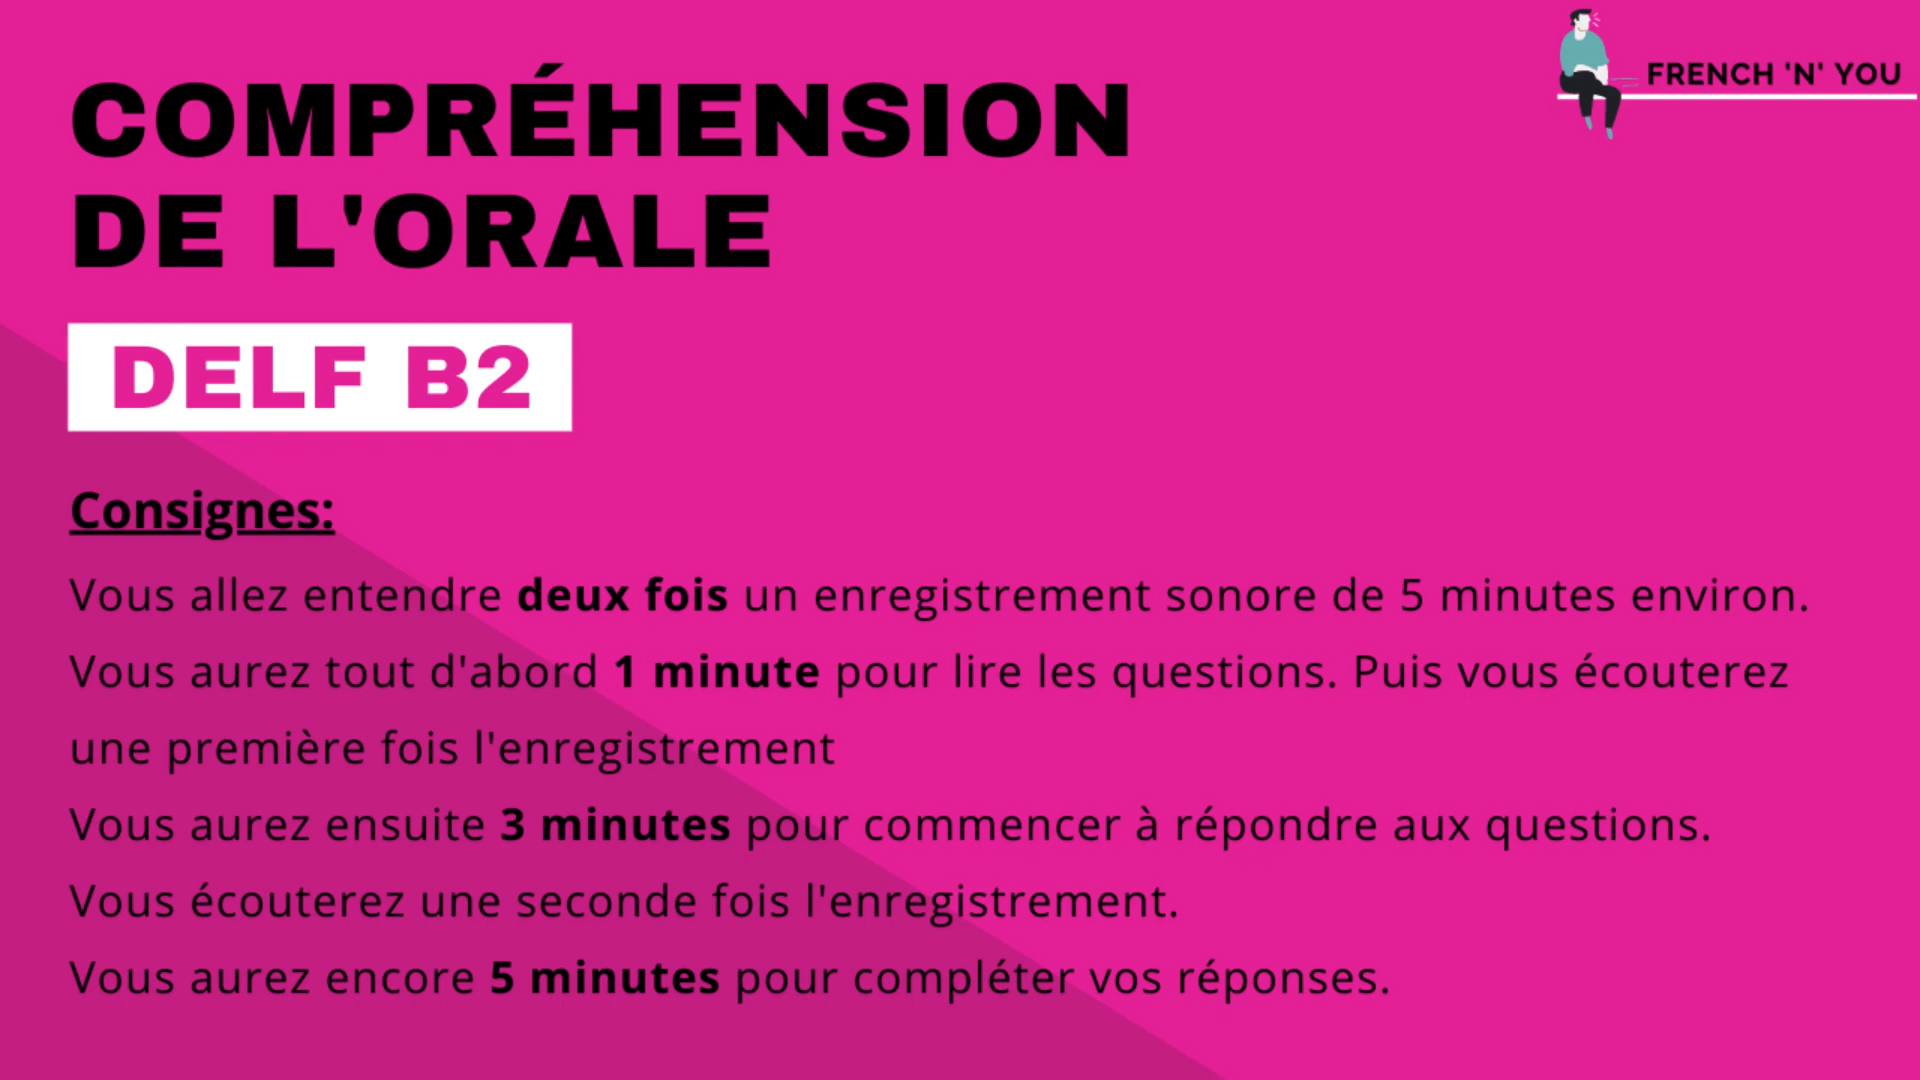 FRENCH 'N' YOU
COMPRÉHENSION
DE L'ORALE
DELF B2
Consignes:
Vous allez entendre deux fois un enregistrement sonore de 5 minutes environ.
Vous aurez tout d'abord 1 minute pour lire les questions. Puis vous écouterez
une première fois l'enregistrement
Vous aurez ensuite 3 minutes pour commencer à répondre aux questions.
Vous écouterez une seconde fois l'enregistrement.
Vous aurez encore 5 minutes pour compléter vos réponses.